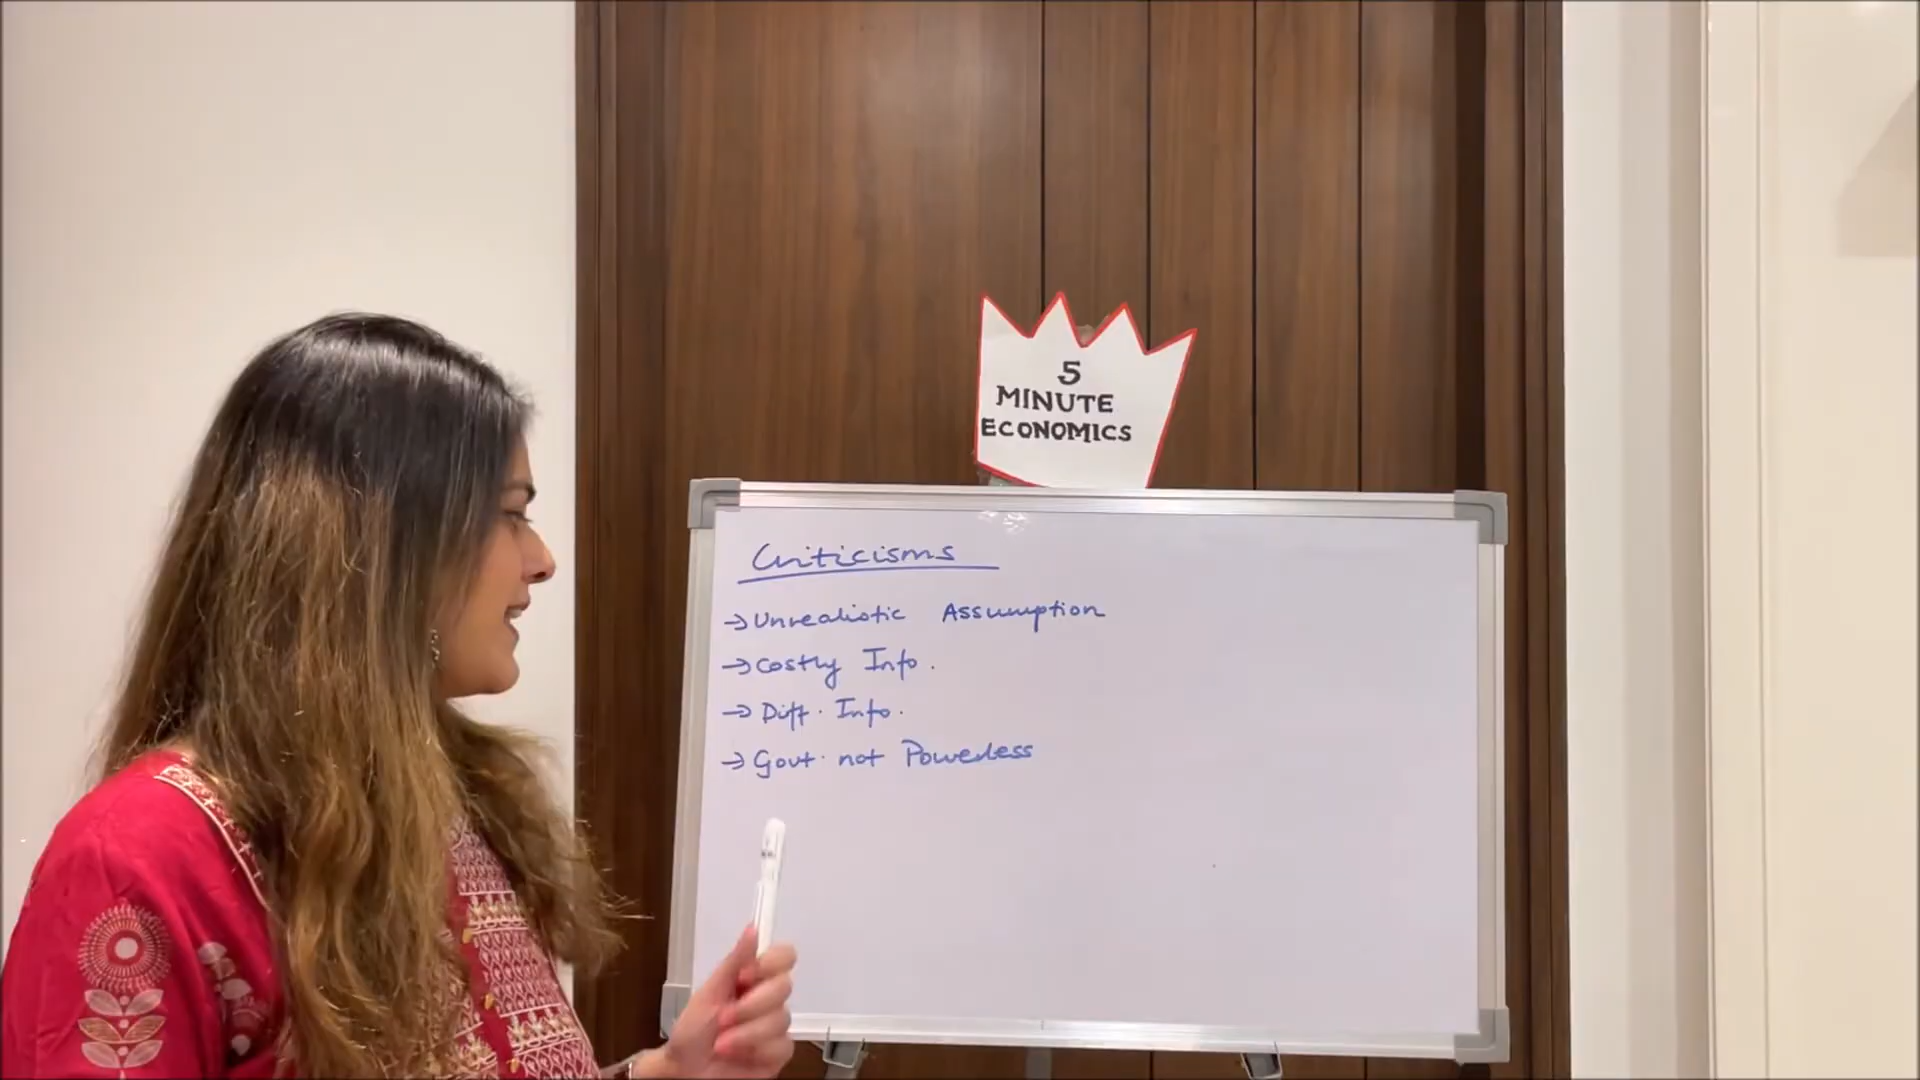 5
MINUTE
ECONOMICS
Criticisms
→ Unrealistic Assumption
→ Costly Info.
→ Diff. Info.
→ Govt. not Powerless